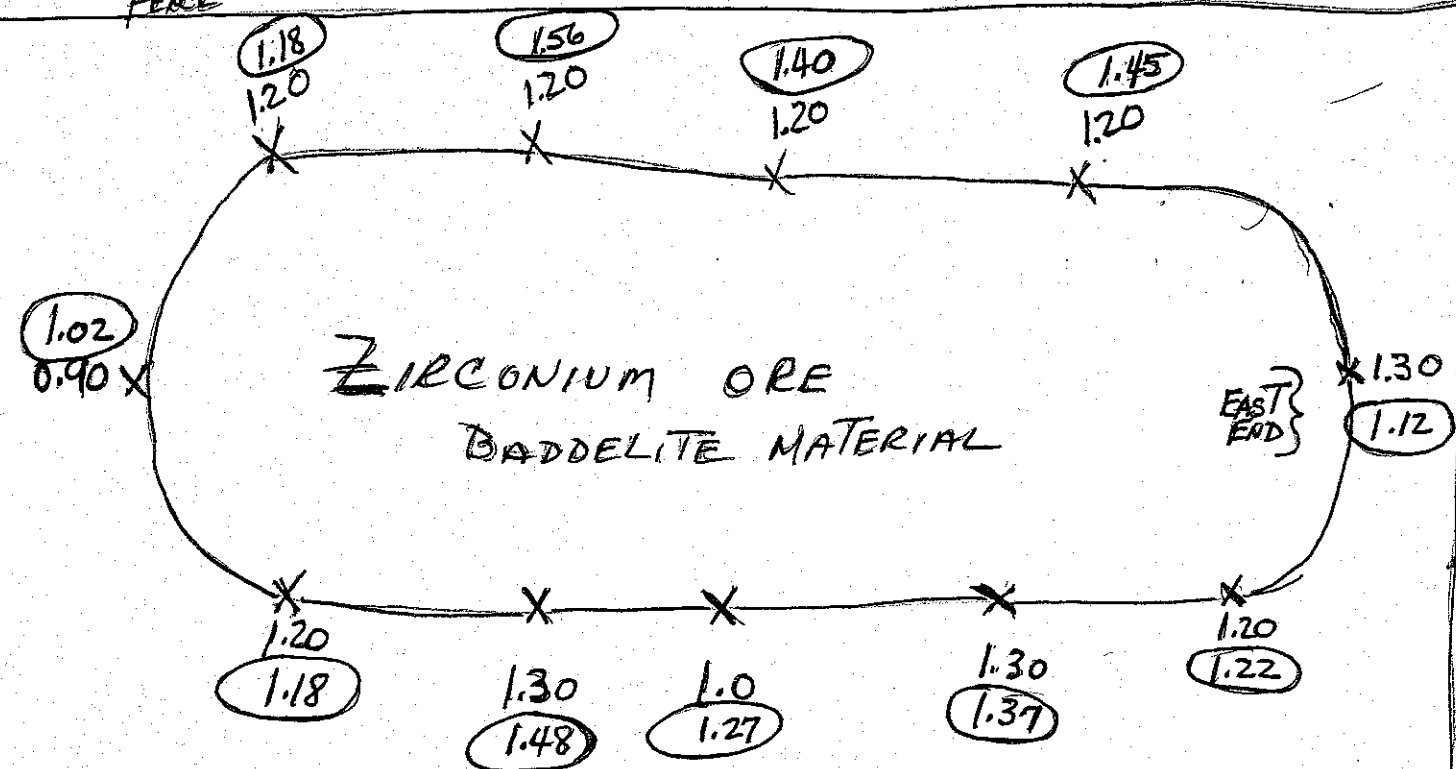 FENCE
1.18 1.56 1.40 1.45
1.20 1.20 1.20 1.20
1.02
0.90
ZIRCONIUM ORE
BADDELITE MATERIAL
EAST
END
1.30
1.12
1.20 1.30 1.0 1.30 1.20
1.18 1.48 1.27 1.37 1.22